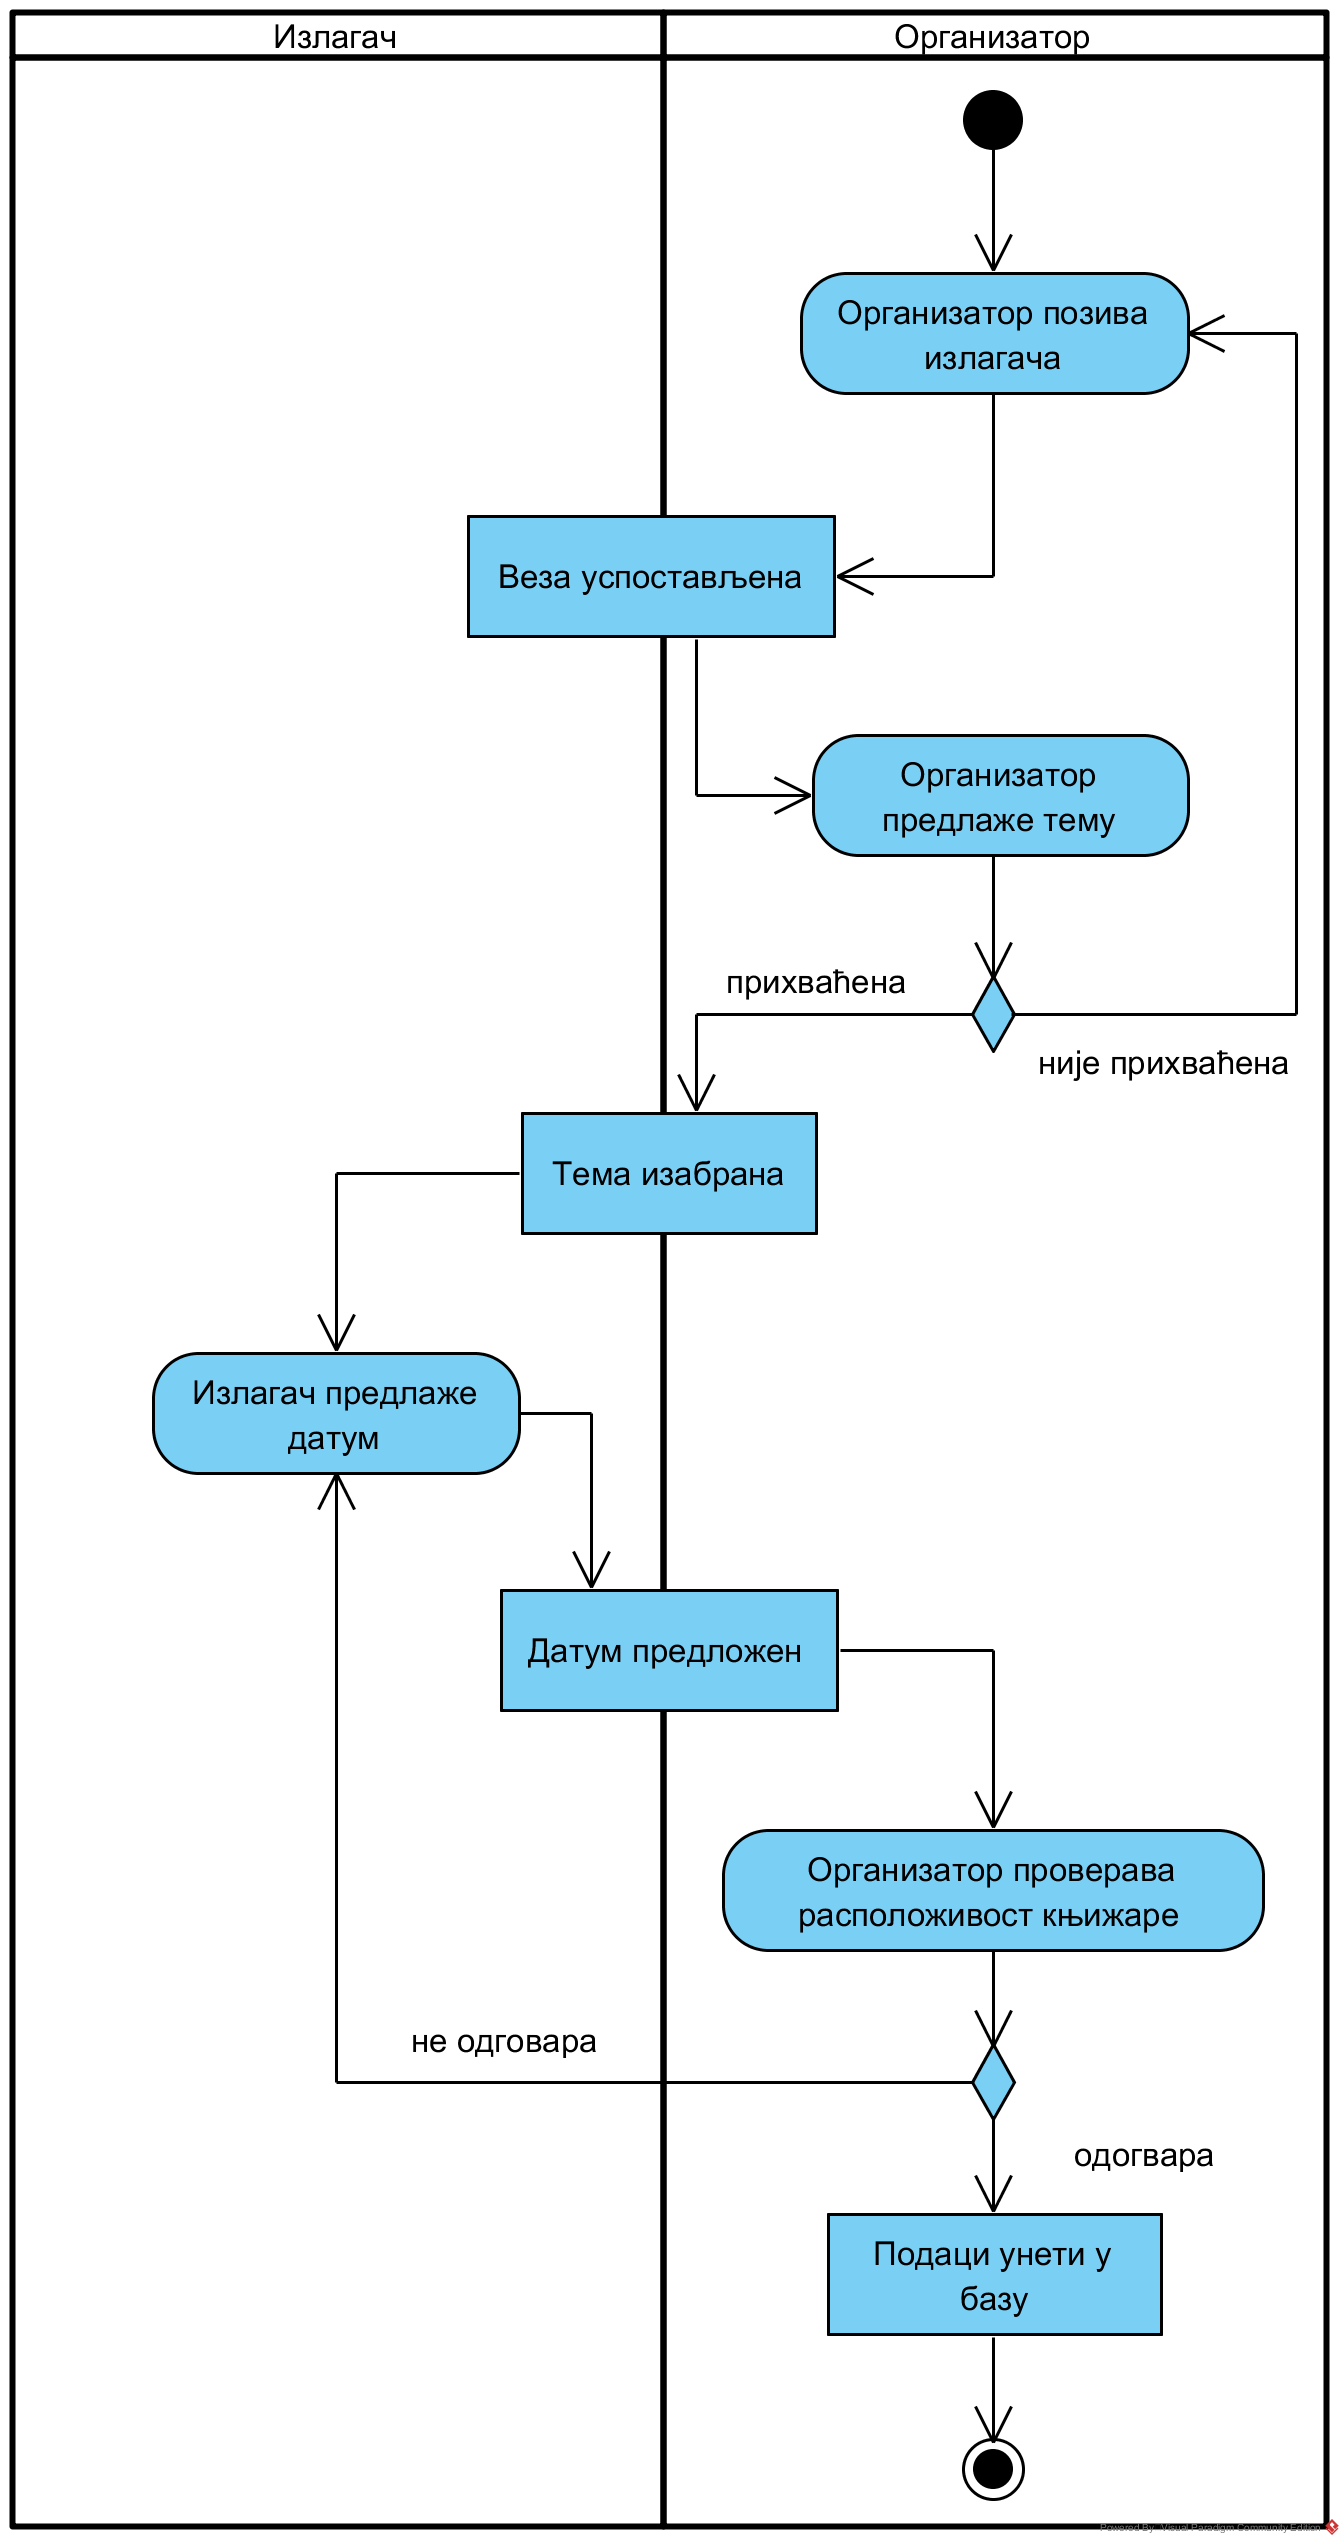 Излагач
Организатор
Организатор позива
излагача
Веза успостављена
Организатор
предлаже тему
прихваћена
није прихваћена
Тема изабрана
Излагач предлаже
датум
Датум предложен
Организатор проверава
расположивост књижаре
не одговара
одогвара
Подаци унети у
базу
Powered By Visual Paradigm Community Edition